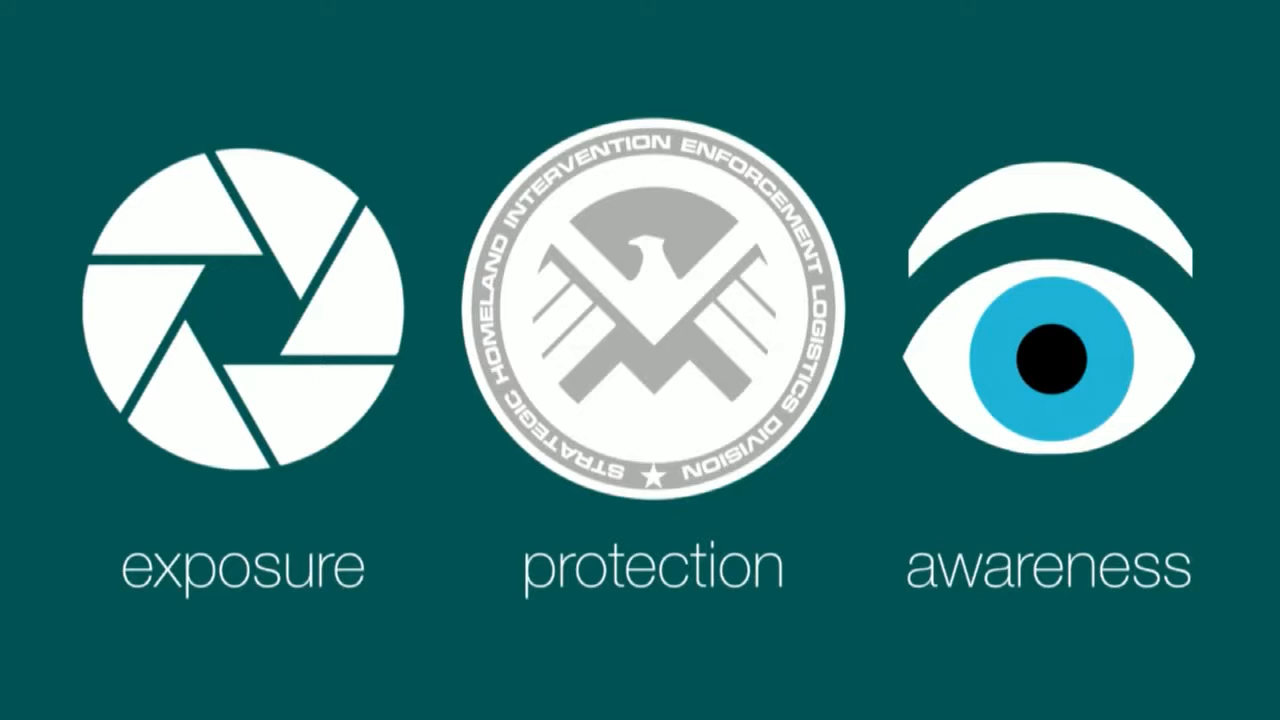 STRATEGIC HOMELAND INTERVENTION ENFORCEMENT LOGISTICS DIVISION
exposure
protection
awareness